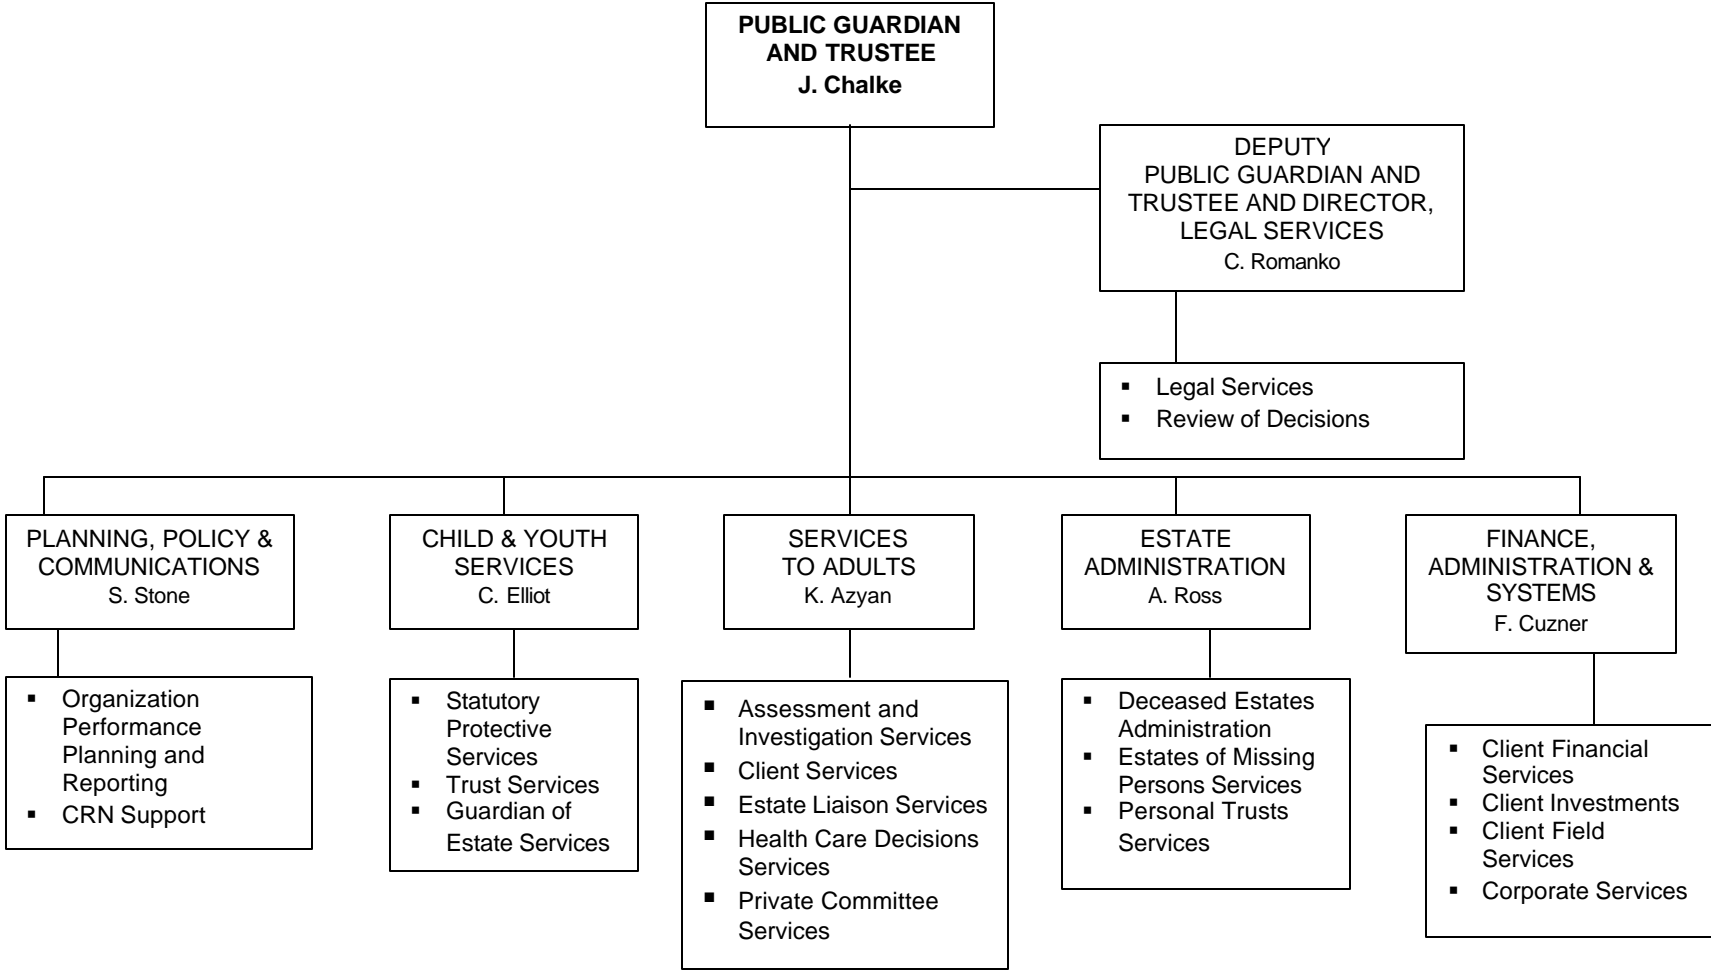 PUBLIC GUARDIAN
AND TRUSTEE
J. Chalke
DEPUTY
PUBLIC GUARDIAN AND
TRUSTEE AND DIRECTOR,
LEGAL SERVICES
C. Romanko
▪ Legal Services
▪ Review of Decisions
PLANNING, POLICY &
COMMUNICATIONS
S. Stone
CHILD & YOUTH
SERVICES
C. Elliot
SERVICES
TO ADULTS
K. Azyan
ESTATE
ADMINISTRATION
A. Ross
FINANCE,
ADMINISTRATION &
SYSTEMS
F. Cuzner
▪ Organization
Performance
Planning and
Reporting
▪ CRN Support
▪ Statutory
Protective
Services
▪ Trust Services
▪ Guardian of
Estate Services
▪ Assessment and
Investigation Services
▪ Client Services
▪ Estate Liaison Services
▪ Health Care Decisions
Services
▪ Private Committee
Services
▪ Deceased Estates
Administration
▪ Estates of Missing
Persons Services
▪ Personal Trusts
Services
▪ Client Financial
Services
▪ Client Investments
▪ Client Field
Services
▪ Corporate Services